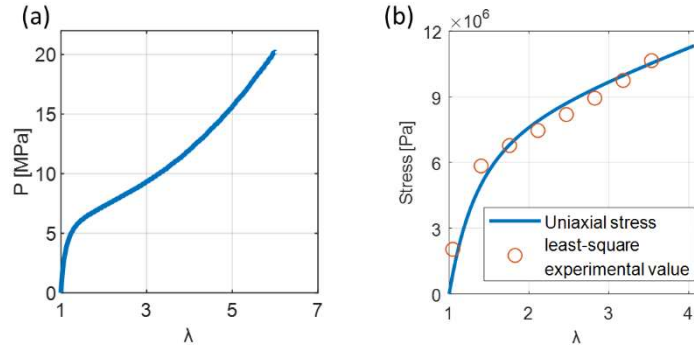 (a)
20
15
10
5
0
P [MPa]
1
3
5
7
λ
(b)
×10⁶
12
9
6
3
0
Stress [Pa]
1
2
3
4
λ
Uniaxial stress
least-square
experimental value